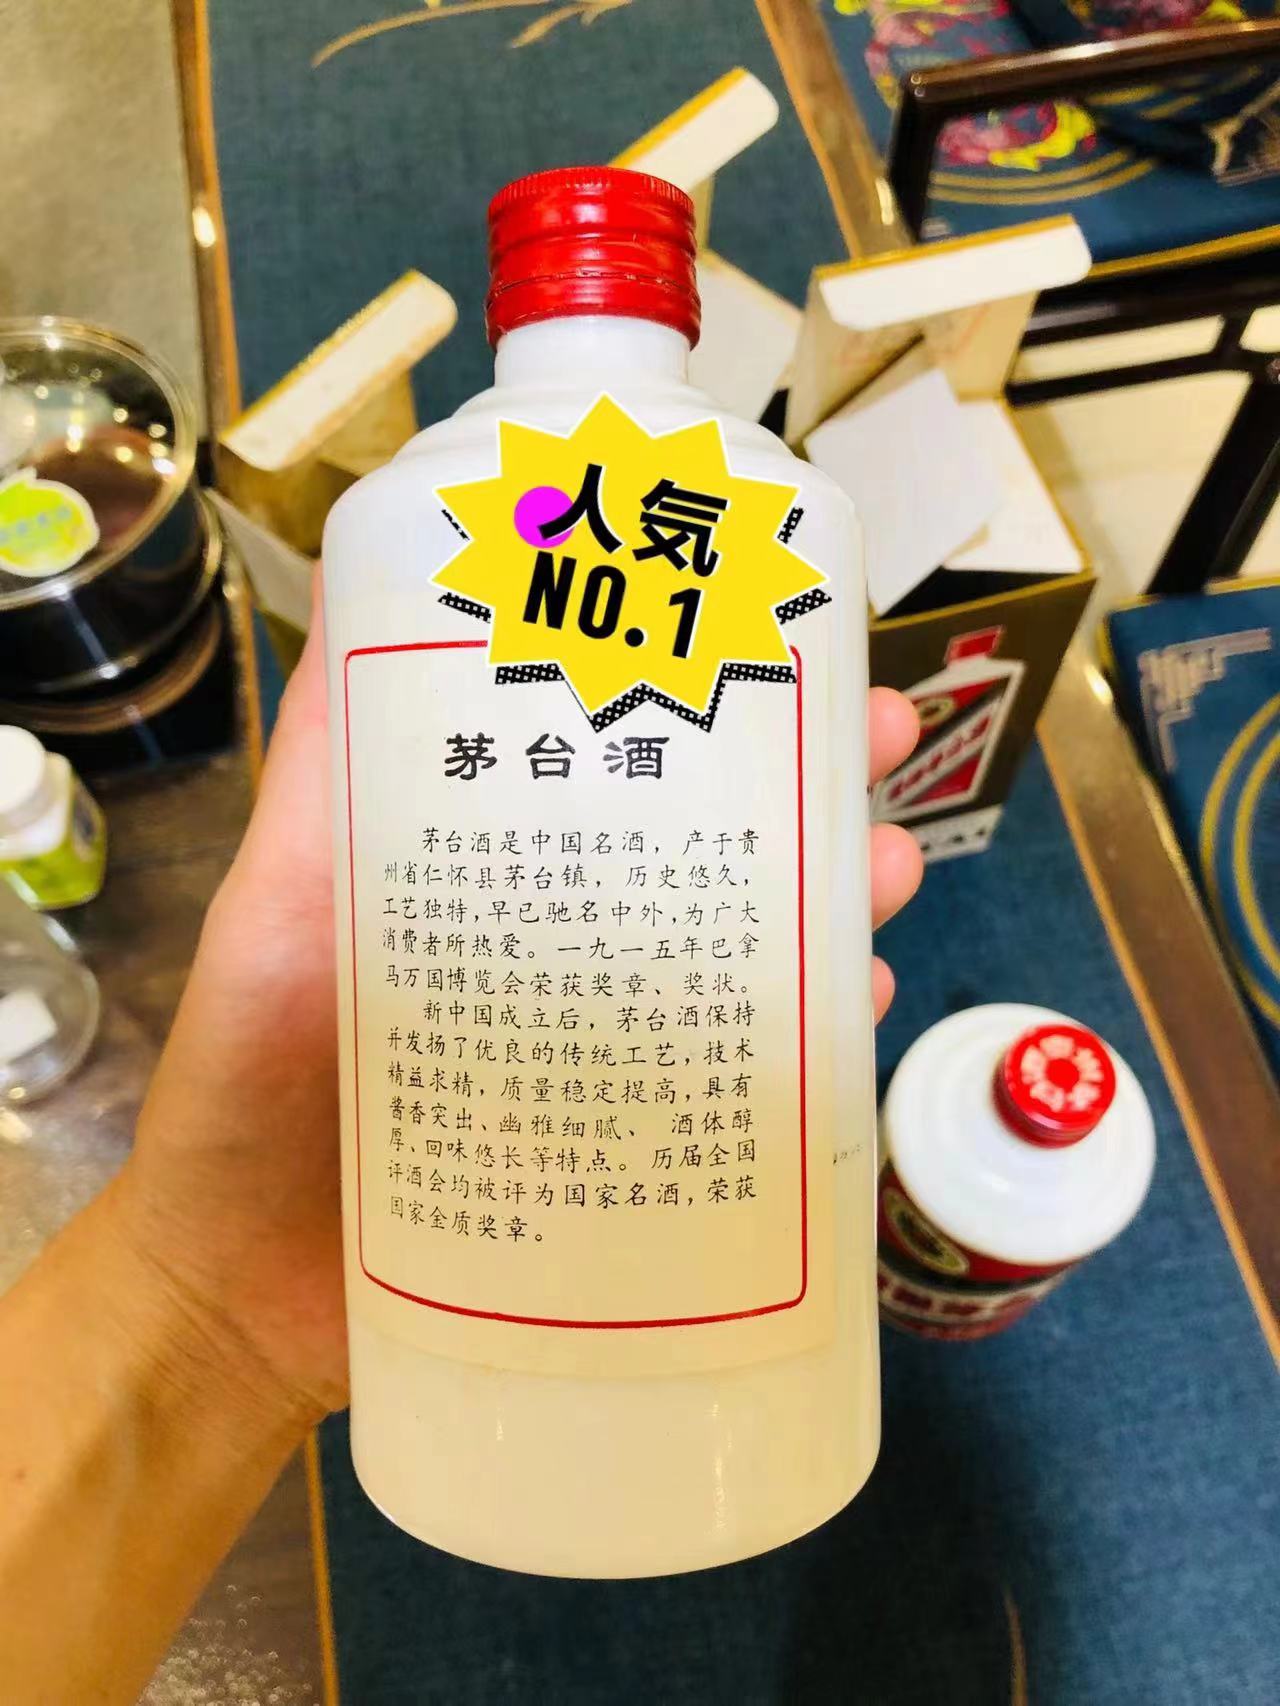 人気
NO.1
茅台酒
茅台酒是中国名酒，产于贵
州省仁怀县茅台镇，历史悠久，
工艺独特，早已驰名中外，为广大
消费者所热爱。一九一五年巴拿
马万国博览会荣获奖章、奖状。
新中国成立后，茅台酒保持
并发扬了优良的传统工艺，技术
精益求精，质量稳定提高，具有
酱香突出、幽雅细腻、酒体醇
厚、回味悠长等特点。历届全国
评酒会均被评为国家名酒，荣获
国家金质奖章。